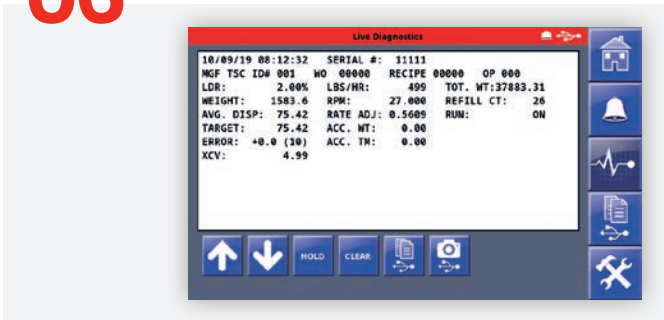 06
Live Diagnostics
10/09/19 08:12:32 SERIAL #: 11111
MGF TSC ID# 001 WO 00000 RECIPE 00000 OP 000
LDR: 2.00% LBS/HR: 499 TOT. WT:37883.31
WEIGHT: 1583.6 RPM: 27.000 REFILL CT: 26
AVG. DISP: 75.42 RATE ADJ: 0.5609 RUN: ON
TARGET: 75.42 ACC. WT: 0.00
ERROR: +0.0 (10) ACC. TM: 0.00
XCV: 4.99
HOLD
CLEAR